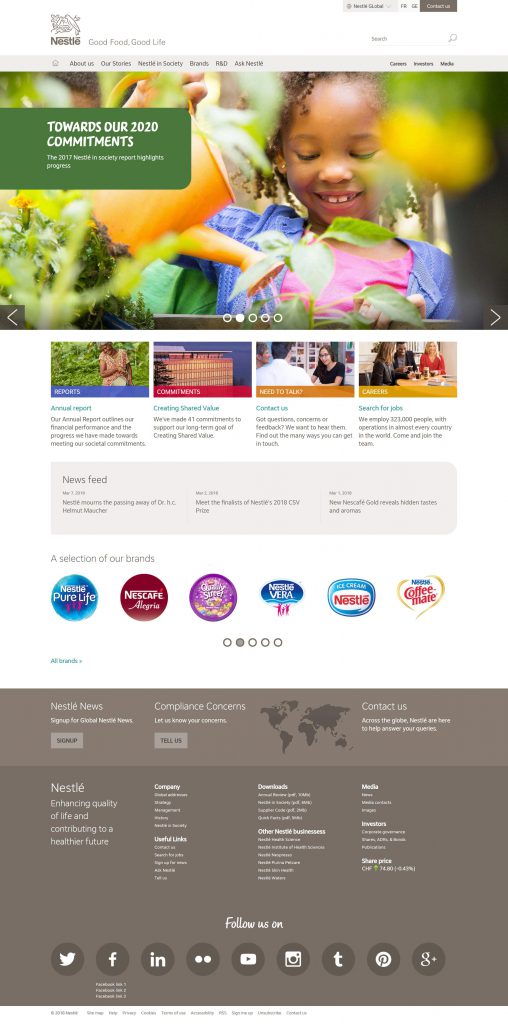 Nestlé Global
FR
GE
Contact us
Nestlé
Good Food, Good Life
Search
About us
Our Stories
Nestlé in Society
Brands
R&D
Ask Nestlé
Careers
Investors
Media
TOWARDS OUR 2020
COMMITMENTS
The 2017 Nestlé in society report highlights
progress
REPORTS
Annual report
Our Annual Report outlines our
financial performance and the
progress we have made towards
meeting our societal commitments.
COMMITMENTS
Creating Shared Value
We've made 41 commitments to
support our long-term goal of
Creating Shared Value.
NEED TO TALK?
Contact us
Got questions, concerns or
feedback? We want to hear them.
Find out the many ways you can get
in touch.
CAREERS
Search for jobs
We employ 323,000 people, with
operations in almost every country
in the world. Come and join the
team.
News feed
Mar 7, 2018
Nestlé mourns the passing away of Dr. h.c.
Helmut Maucher
Mar 2, 2018
Meet the finalists of Nestlé's 2018 CSV
Prize
Mar 1, 2018
New Nescafé Gold reveals hidden tastes
and aromas
A selection of our brands
Nestlé
Pure Life
NESCAFÉ
Alegria
Quality
Street
Nestlé
VERA
ICE CREAM
Nestlé
Nestlé
Coffee-
mate
All brands »
Nestlé News
Signup for Global Nestlé News.
SIGNUP
Compliance Concerns
Let us know your concerns.
TELL US
Contact us
Across the globe, Nestlé are here
to help answer your queries.
Nestlé
Enhancing quality
of life and
contributing to a
healthier future
Company
Global addresses
Strategy
Management
History
Nestlé in Society
Useful Links
Contact us
Search for jobs
Sign up for news
Ask Nestlé
Tell us
Downloads
Annual Review (pdf, 10Mb)
Nestlé in Society (pdf, 6Mb)
Supplier Code (pdf, 2Mb)
Quick Facts (pdf, 9Mb)
Other Nestlé businessess
Nestlé Health Science
Nestlé Institute of Health Sciences
Nestlé Nespresso
Nestlé Purina Petcare
Nestlé Skin Health
Nestlé Waters
Media
News
Media contacts
Images
Investors
Corporate governance
Shares, ADRs, & Bonds
Publications
Share price
CHF 74.80 (-0.43%)
Follow us on
Facebook link 1
Facebook link 2
Facebook link 3
© 2018 Nestlé
Site map
Help
Privacy
Cookies
Terms of use
Accessibility
RSS
Sign me up
Unsubscribe
Contact us